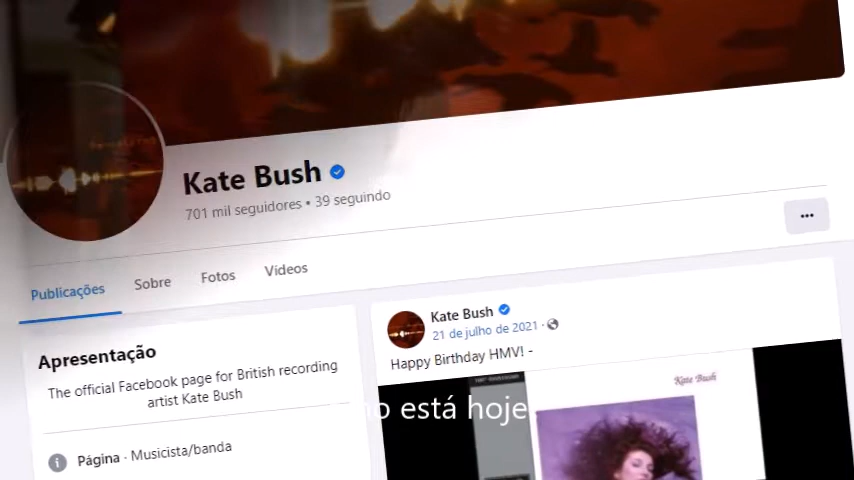 Kate Bush
701 mil seguidores • 39 seguindo
•••
Publicações Sobre Fotos Vídeos
Apresentação
The official Facebook page for British recording
artist Kate Bush
Página · Musicista/banda
Kate Bush
21 de julho de 2021 ·
Happy Birthday HMV! -
Kate Bush
está hoje.